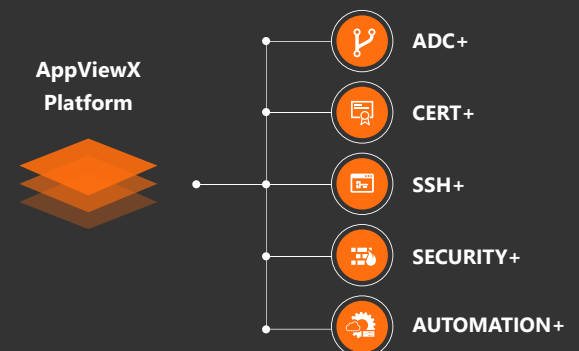 AppViewX
Platform
ADC+
CERT+
SSH+
SECURITY+
AUTOMATION+